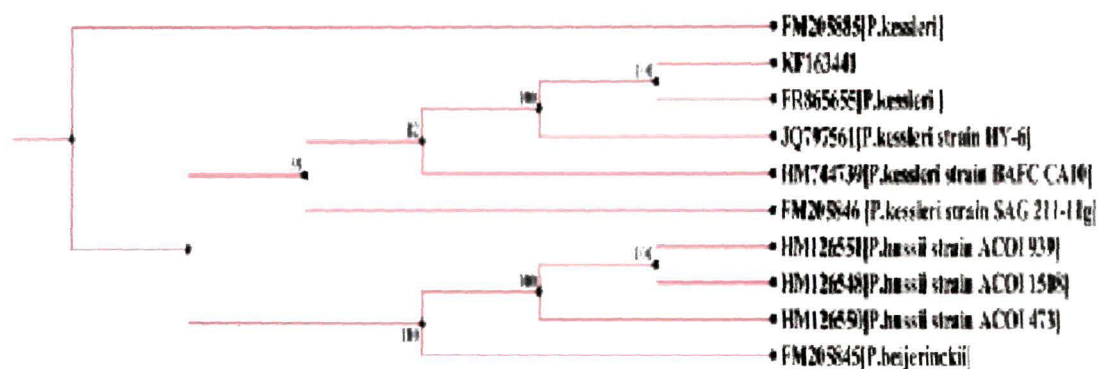 FM205885[P.kessleri]
KF163441
FR865655[P.kessleri ]
JQ797561[P.kessleri strain HY-6]
100
82
HM744739[P.kessleri strain BAFC CA10]
FM205846 [P.kessleri strain SAG 211-11g]
HM126551[P.hussii strain ACOI 939]
HM126548[P.hussii strain ACOI 1508]
100
HM126550[P.hussii strain ACOI 473]
100
FM205845[P.beijerinckii]